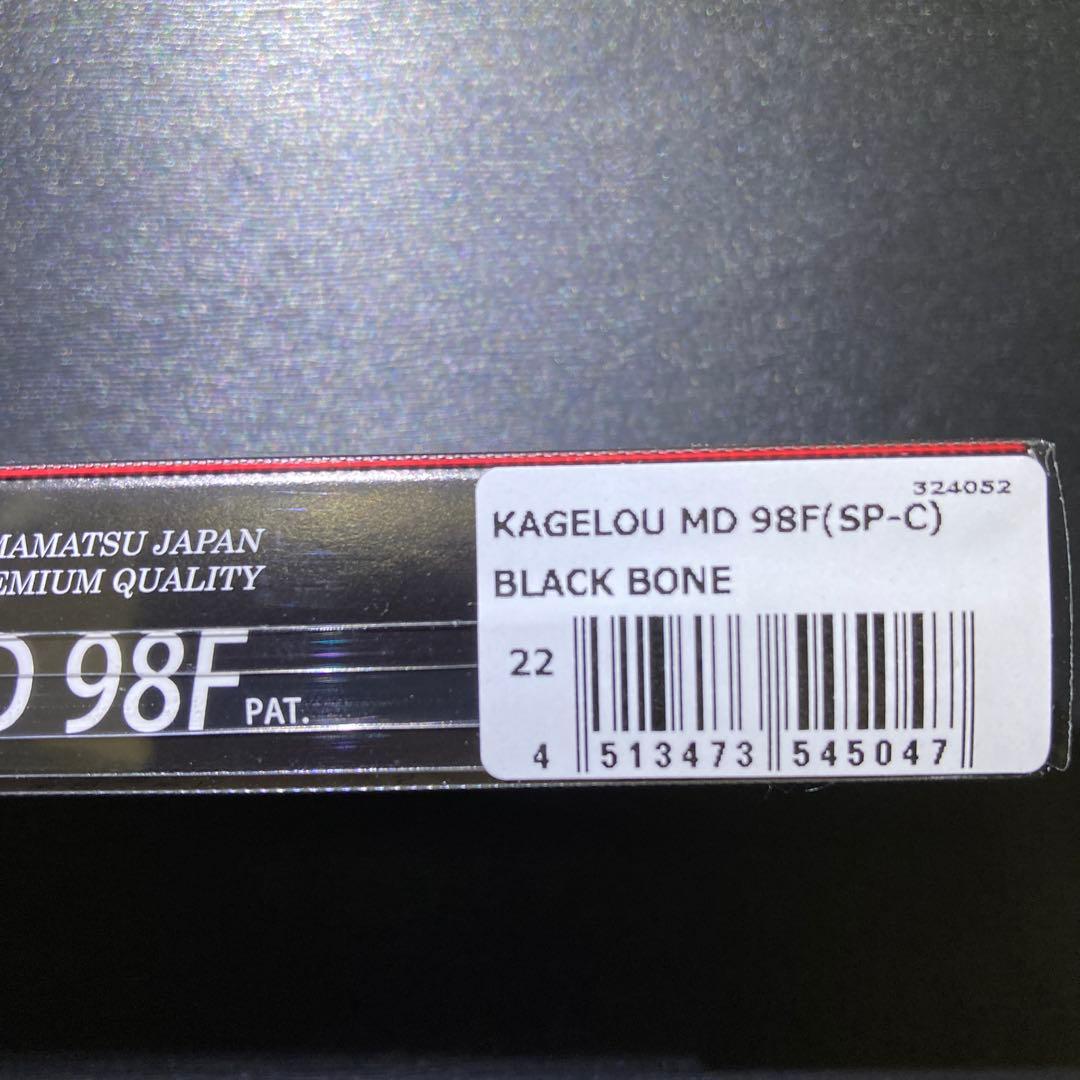 MAMATSU JAPAN
EMIUM QUALITY
D 98F PAT.
324052
KAGELOU MD 98F(SP-C)
BLACK BONE
22
4 513473 545047